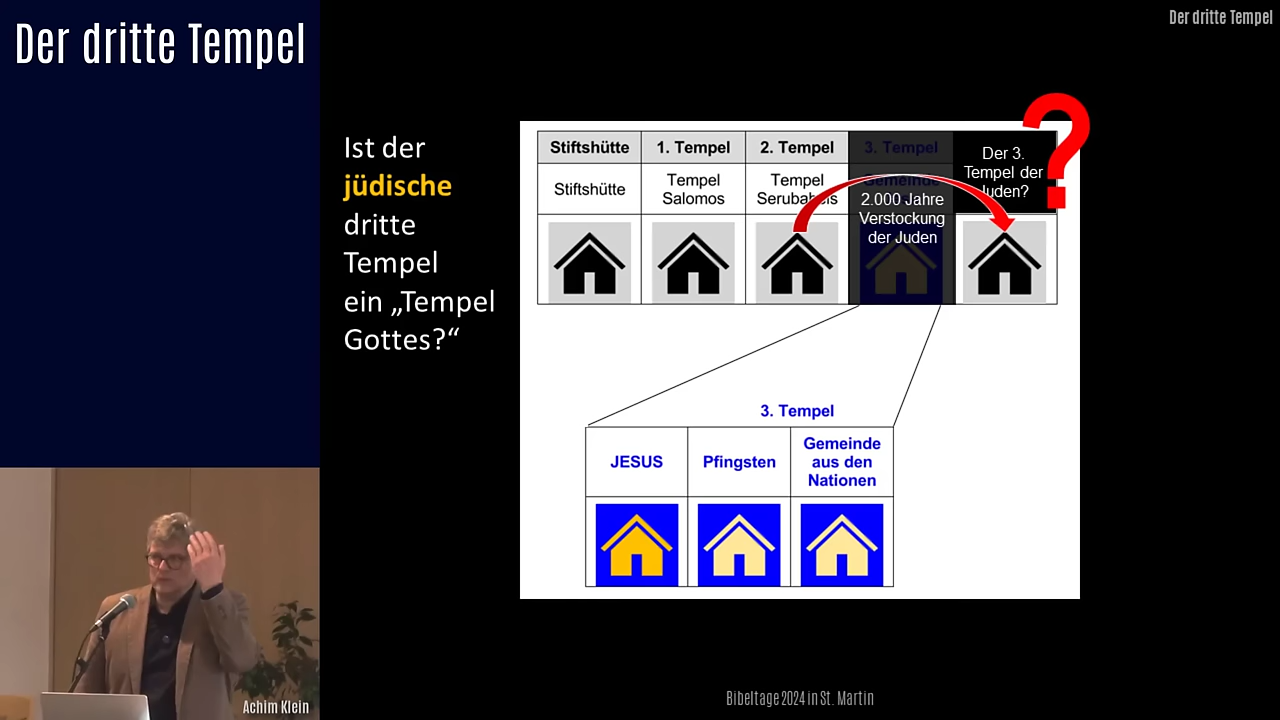 Der dritte Tempel
Der dritte Tempel
Ist der
jüdische
dritte
Tempel
ein „Tempel
Gottes?“
Stiftshütte
1. Tempel
2. Tempel
3. Tempel
Der 3.
Tempel der
Juden?
?
Stiftshütte
Tempel
Salomos
Tempel
Serubabels
Gemeinde
2.000 Jahre
Verstockung
der Juden
3. Tempel
JESUS
Pfingsten
Gemeinde
aus den
Nationen
Achim Klein
Bibeltage 2024 in St. Martin